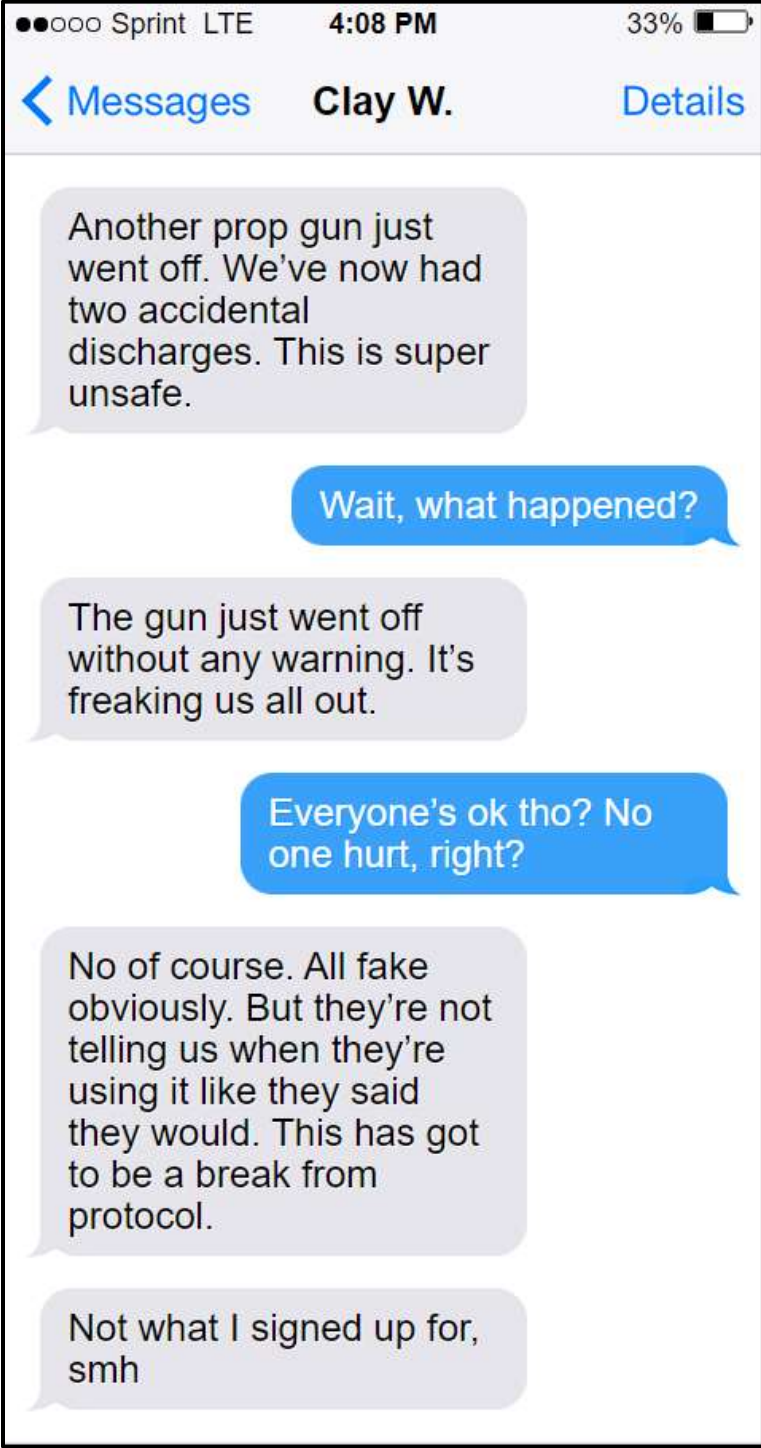 Sprint LTE 4:08 PM 33%
Messages Clay W. Details
Another prop gun just
went off. We’ve now had
two accidental
discharges. This is super
unsafe.
Wait, what happened?
The gun just went off
without any warning. It’s
freaking us all out.
Everyone’s ok tho? No
one hurt, right?
No of course. All fake
obviously. But they’re not
telling us when they’re
using it like they said
they would. This has got
to be a break from
protocol.
Not what I signed up for,
smh